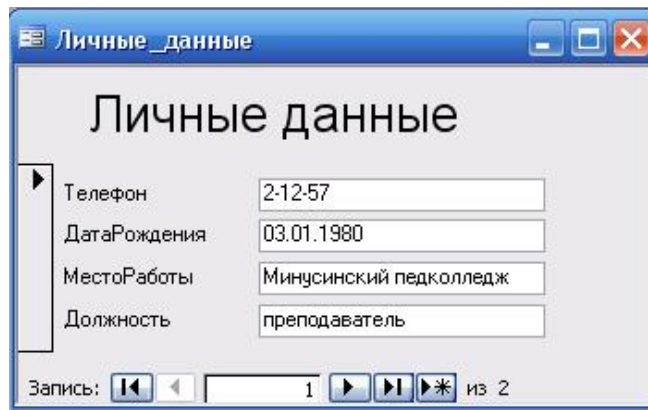 Личные_данные
Личные данные
Телефон 2-12-57
ДатаРождения 03.01.1980
МестоРаботы Минусинский педколледж
Должность преподаватель
Запись: 1 из 2